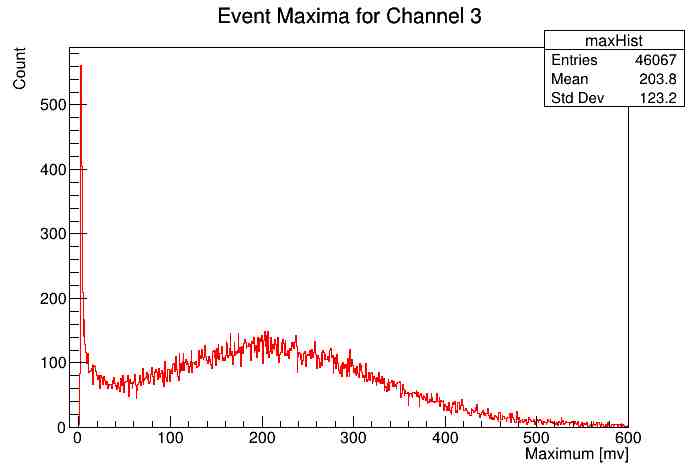 Event Maxima for Channel 3
maxHist
Entries 46067
Mean 203.8
Std Dev 123.2
Count
500
400
300
200
100
0
0 100 200 300 400 500 600
Maximum [mv]